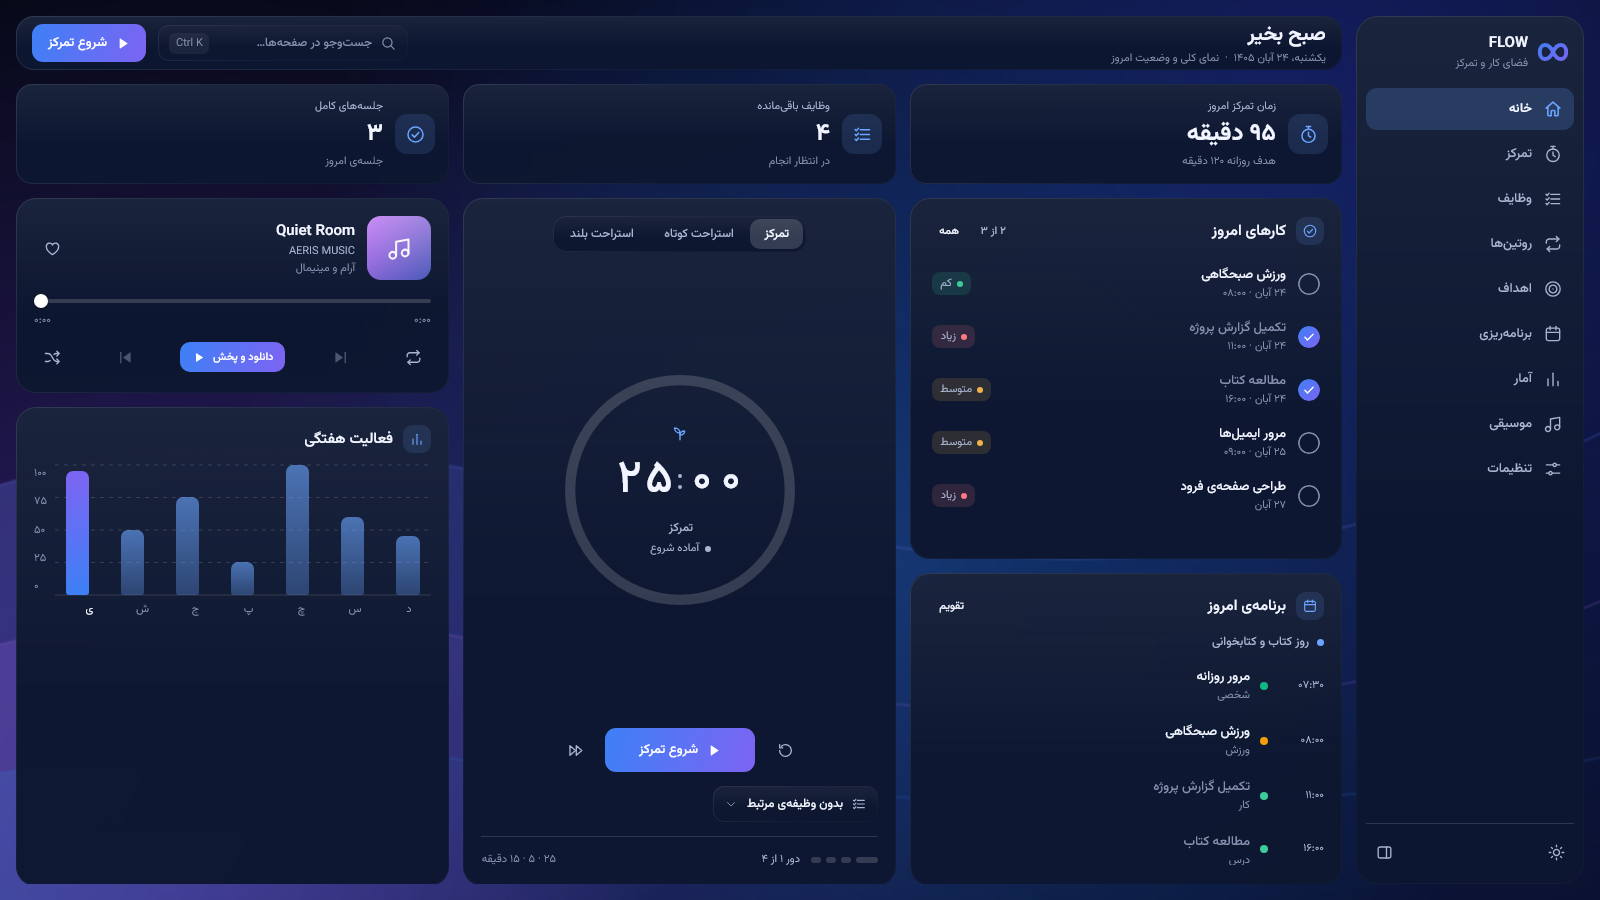 FLOW
فضای کار و تمرکز
خانه
تمرکز
وظایف
روتین‌ها
اهداف
برنامه‌ریزی
آمار
موسیقی
تنظیمات
صبح بخیر
یکشنبه، ۲۴ آبان ۱۴۰۵ · نمای کلی و وضعیت امروز
جست‌وجو در صفحه‌ها...
Ctrl K
شروع تمرکز
زمان تمرکز امروز
۹۵ دقیقه
هدف روزانه ۱۲۰ دقیقه
وظایف باقی‌مانده
۴
در انتظار انجام
جلسه‌های کامل
۳
جلسه‌ی امروز
کارهای امروز
۲ از ۳
همه
ورزش صبحگاهی
۲۴ آبان · ۰۸:۰۰
کم
تکمیل گزارش پروژه
۲۴ آبان · ۱۱:۰۰
زیاد
مطالعه کتاب
۲۴ آبان · ۱۶:۰۰
متوسط
مرور ایمیل‌ها
۲۵ آبان · ۰۹:۰۰
متوسط
طراحی صفحه‌ی فرود
۲۷ آبان
زیاد
برنامه‌ی امروز
تقویم
روز کتاب و کتابخوانی
۰۷:۳۰
مرور روزانه
شخصی
۰۸:۰۰
ورزش صبحگاهی
ورزش
۱۱:۰۰
تکمیل گزارش پروژه
کار
۱۶:۰۰
مطالعه کتاب
درس
تمرکز
استراحت کوتاه
استراحت بلند
۲۵:۰۰
تمرکز
آماده شروع
شروع تمرکز
بدون وظیفه‌ی مرتبط
دور ۱ از ۴
۲۵ · ۵ · ۱۵ دقیقه
Quiet Room
AERIS MUSIC
آرام و مینیمال
۰:۰۰
۰:۰۰
دانلود و پخش
فعالیت هفتگی
۱۰۰
۷۵
۵۰
۲۵
۰
د
س
چ
پ
ج
ش
ی